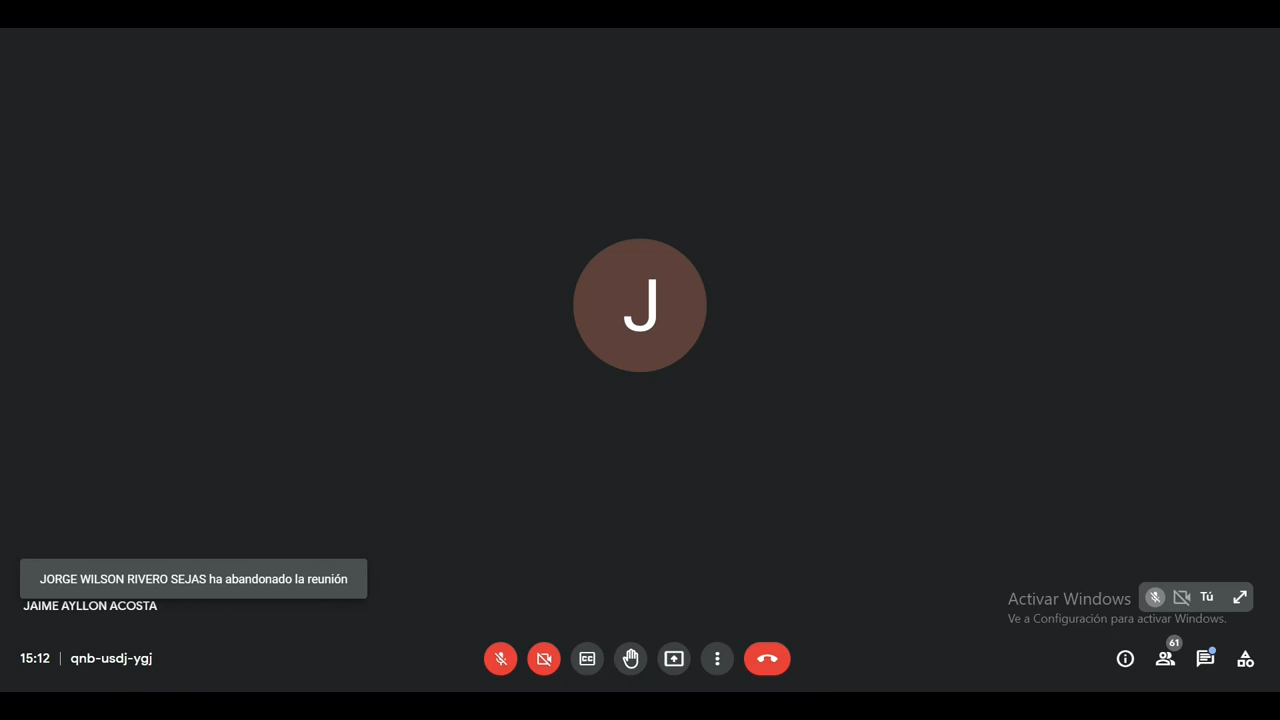 J
JORGE WILSON RIVERO SEJAS ha abandonado la reunión
JAIME AYLLON ACOSTA
Activar Windows
Tú
Ve a Configuración para activar Windows.
15:12 | qnb-usdj-ygj
61